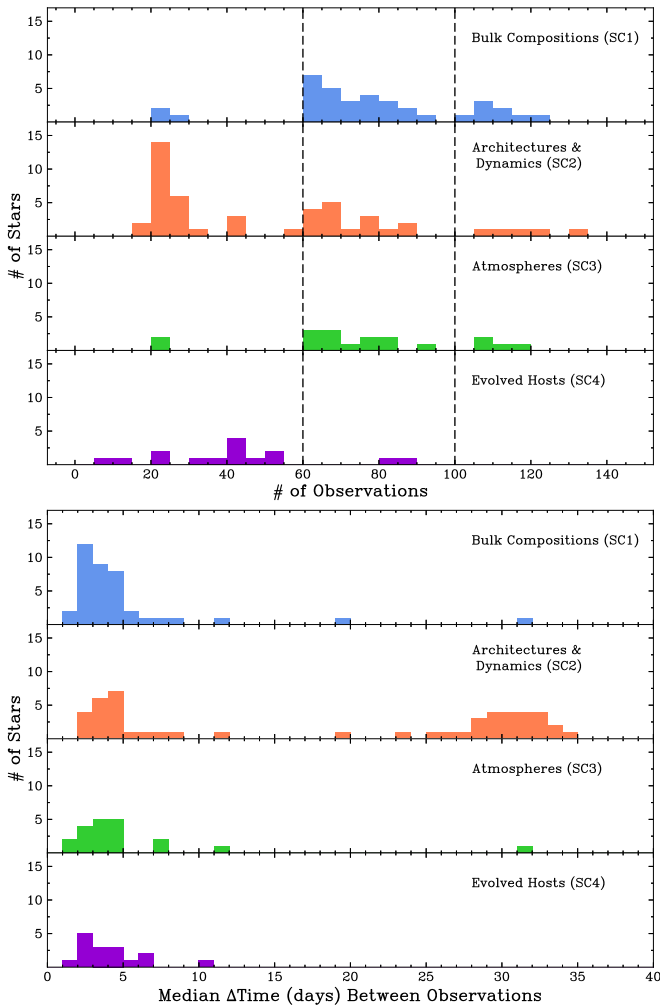 15
10
5
Bulk Compositions (SC1)
15
10
5
Architectures &
Dynamics (SC2)
# of Stars
15
10
5
Atmospheres (SC3)
15
10
5
Evolved Hosts (SC4)
0 20 40 60 80 100 120 140
# of Observations
15
10
5
Bulk Compositions (SC1)
15
10
5
Architectures &
Dynamics (SC2)
# of Stars
15
10
5
Atmospheres (SC3)
15
10
5
Evolved Hosts (SC4)
0 5 10 15 20 25 30 35 40
Median ΔTime (days) Between Observations